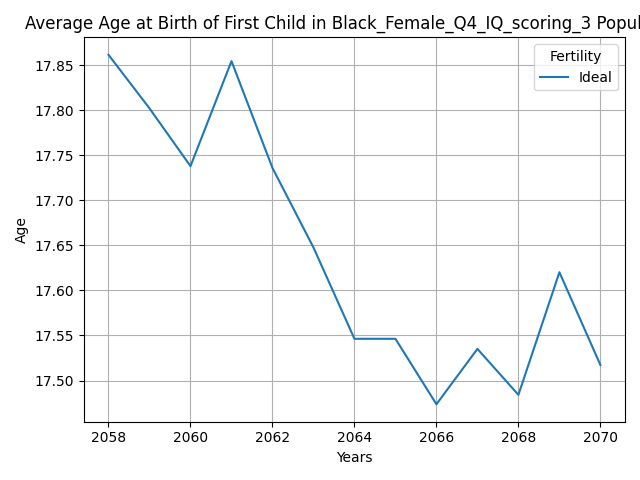 Average Age at Birth of First Child in Black_Female_Q4_IQ_scoring_3 Popul
Fertility
Ideal
17.85
17.80
17.75
17.70
17.65
17.60
17.55
17.50
Age
2058 2060 2062 2064 2066 2068 2070
Years